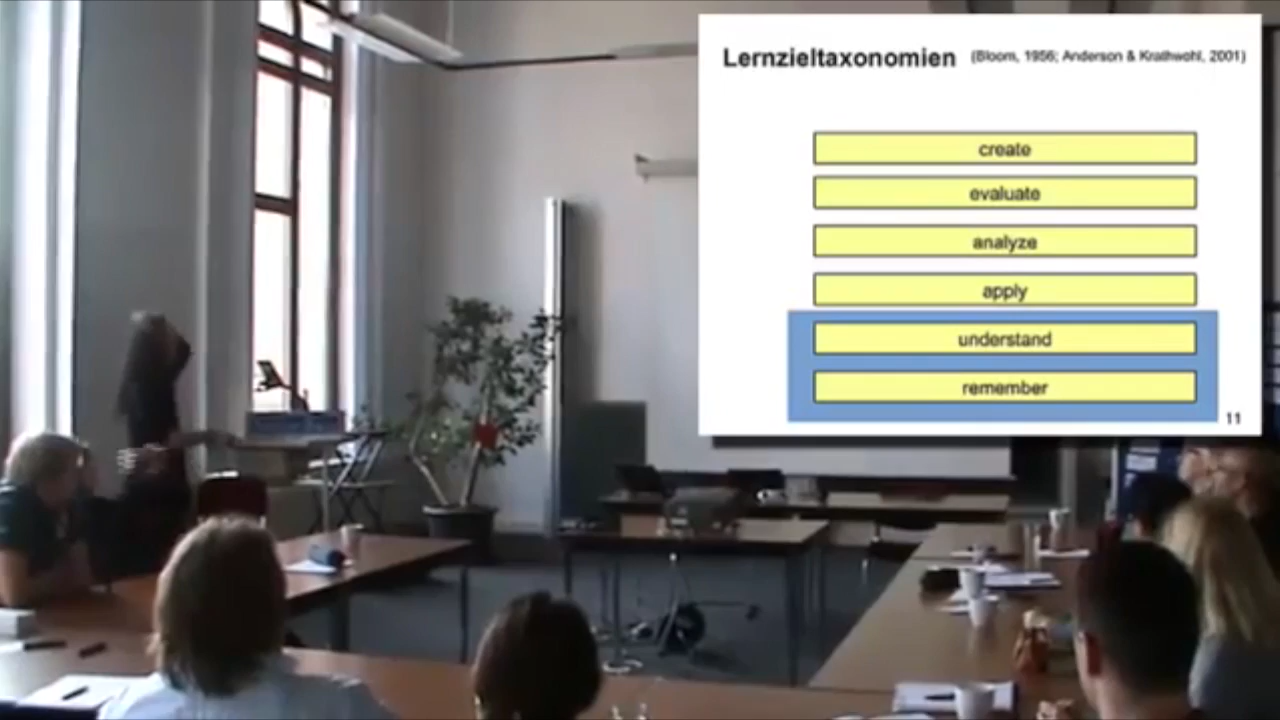 Lernzieltaxonomien (Bloom, 1956; Anderson & Krathwohl, 2001)
create
evaluate
analyze
apply
understand
remember
11